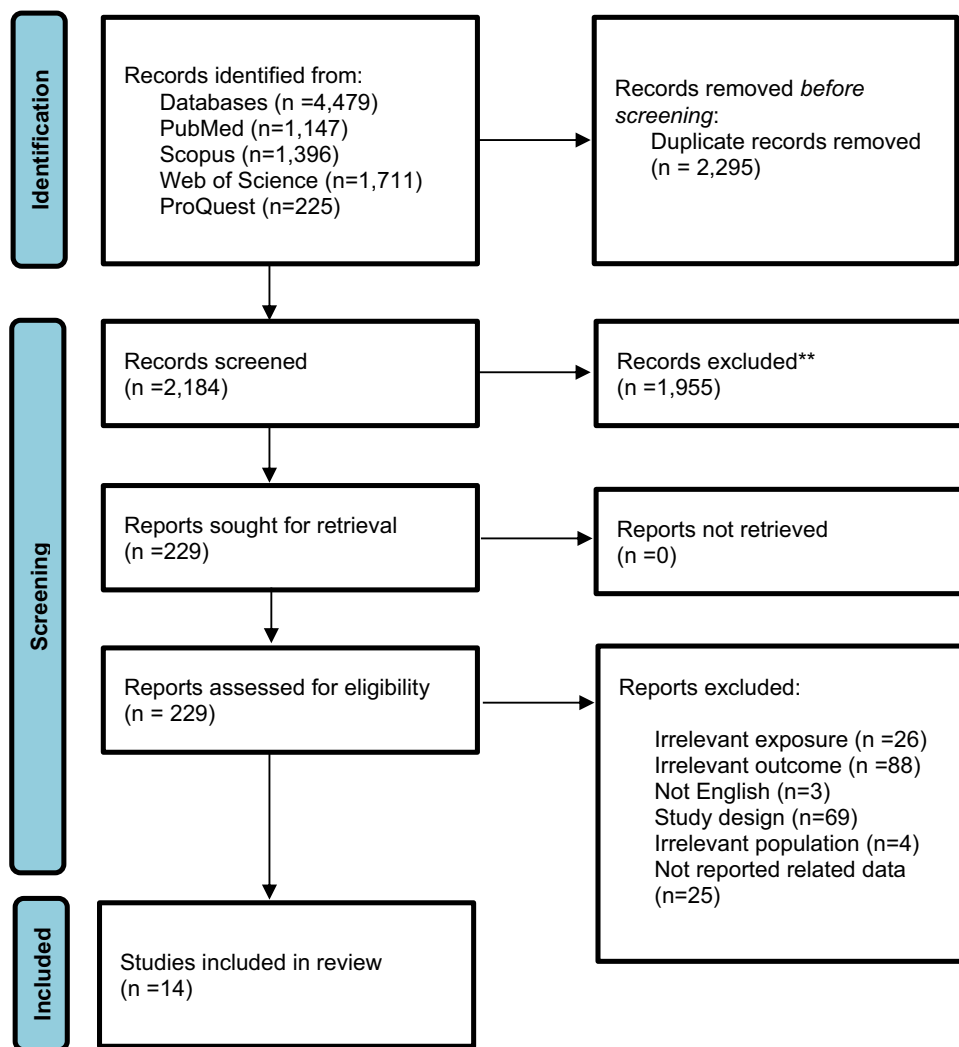 Identification
Records identified from:
Databases (n =4,479)
PubMed (n=1,147)
Scopus (n=1,396)
Web of Science (n=1,711)
ProQuest (n=225)
Records removed before
screening:
Duplicate records removed
(n = 2,295)
Screening
Records screened
(n =2,184)
Records excluded**
(n =1,955)
Reports sought for retrieval
(n =229)
Reports not retrieved
(n =0)
Reports assessed for eligibility
(n = 229)
Reports excluded:
Irrelevant exposure (n =26)
Irrelevant outcome (n =88)
Not English (n=3)
Study design (n=69)
Irrelevant population (n=4)
Not reported related data
(n=25)
Included
Studies included in review
(n =14)